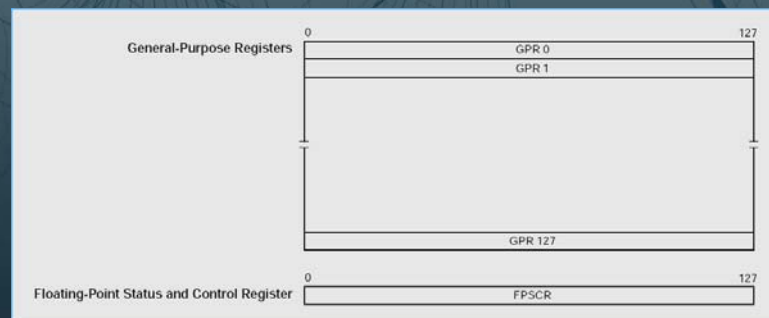 0 127
General-Purpose Registers GPR 0
GPR 1
GPR 127
0 127
Floating-Point Status and Control Register FPSCR